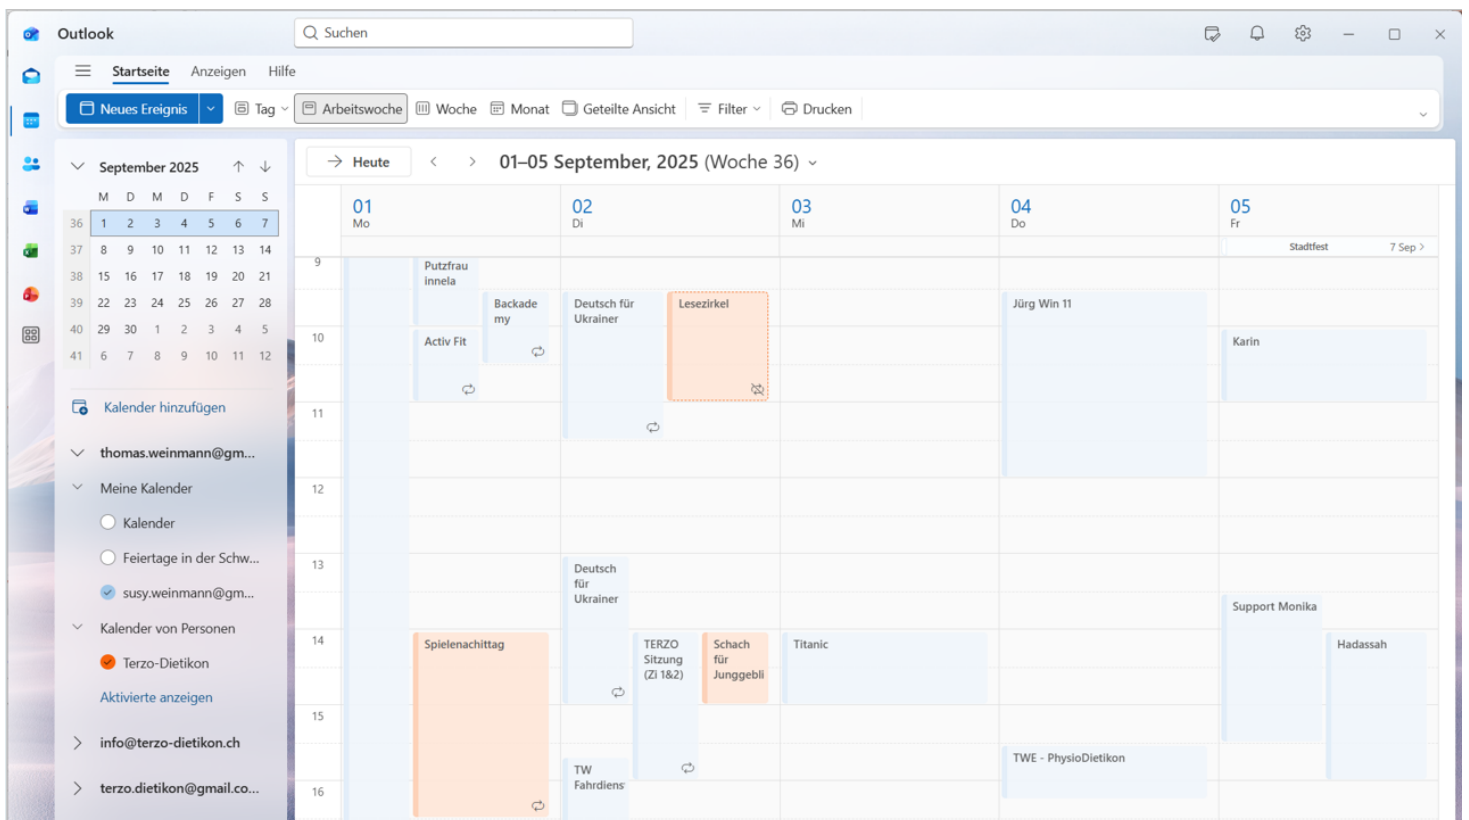 Outlook
Suchen
Startseite Anzeigen Hilfe
Neues Ereignis Tag Arbeitswoche Woche Monat Geteilte Ansicht Filter Drucken
September 2025
M D M D F S S
36 1 2 3 4 5 6 7
37 8 9 10 11 12 13 14
38 15 16 17 18 19 20 21
39 22 23 24 25 26 27 28
40 29 30 1 2 3 4 5
41 6 7 8 9 10 11 12
Kalender hinzufügen
thomas.weinmann@gm...
Meine Kalender
Kalender
Feiertage in der Schw...
susy.weinmann@gm...
Kalender von Personen
Terzo-Dietikon
Aktivierte anzeigen
info@terzo-dietikon.ch
terzo.dietikon@gmail.co...
Heute
01–05 September, 2025 (Woche 36)
01 02 03 04 05
Mo Di Mi Do Fr
Stadtfest 7 Sep
9
10
11
12
13
14
15
16
Putzfrau
innela
Backade
my
Activ Fit
Spielenachittag
Deutsch für
Ukrainer
Lesezirkel
Deutsch
für
Ukrainer
TERZO
Sitzung
(Zi 1&2)
Schach
für
Junggebli
TW
Fahrdiens
Titanic
Jürg Win 11
TWE - PhysioDietikon
Karin
Support Monika
Hadassah